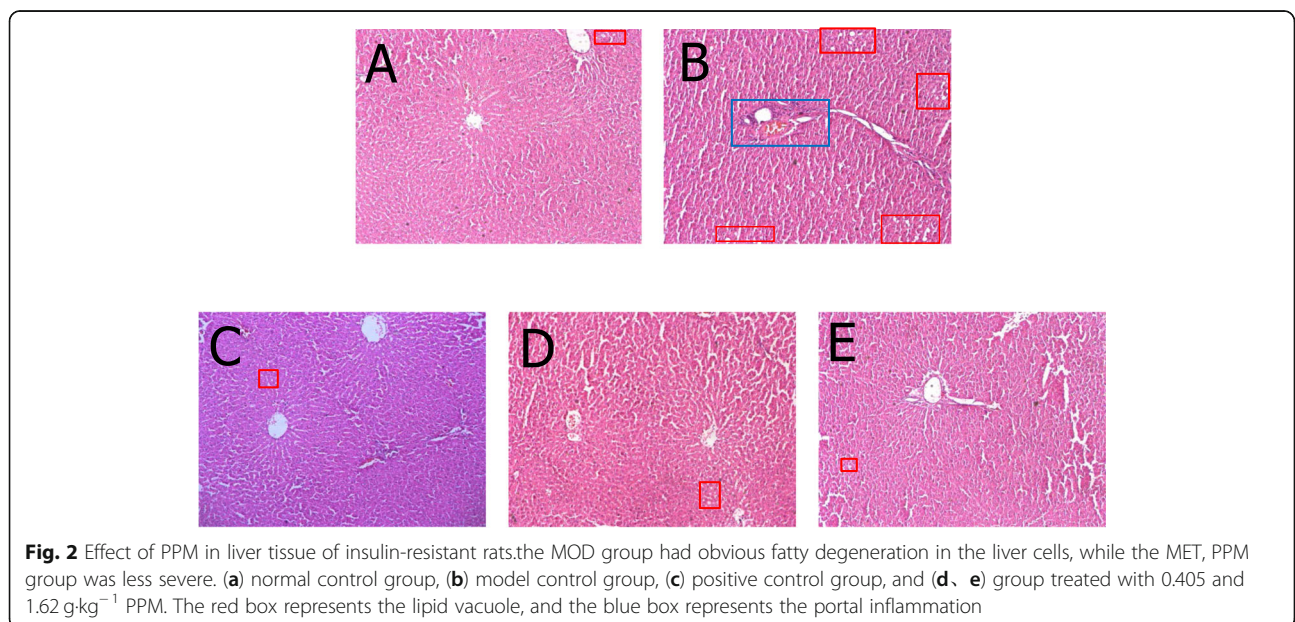 A
B
C
D
E
Fig. 2 Effect of PPM in liver tissue of insulin-resistant rats.the MOD group had obvious fatty degeneration in the liver cells, while the MET, PPM
group was less severe. (a) normal control group, (b) model control group, (c) positive control group, and (d、e) group treated with 0.405 and
1.62 g·kg⁻¹ PPM. The red box represents the lipid vacuole, and the blue box represents the portal inflammation